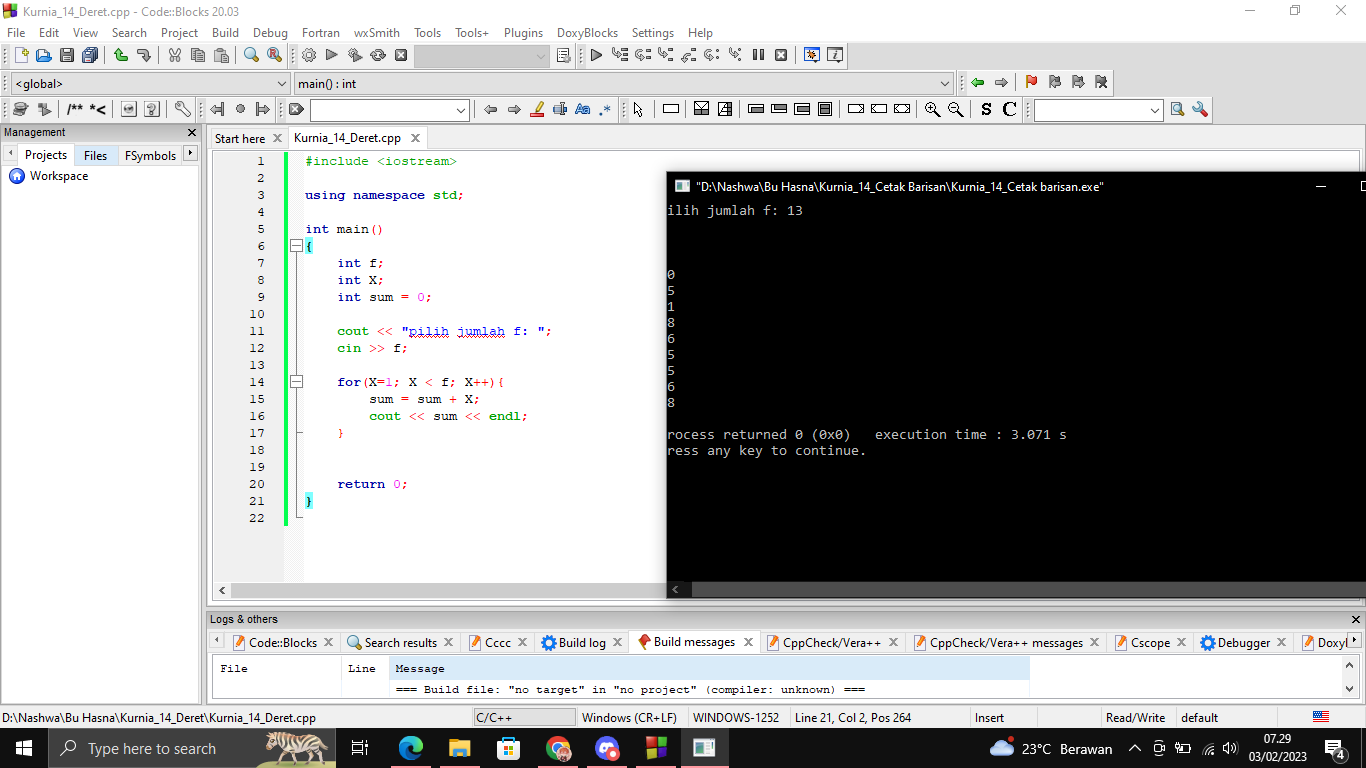 Kurnia_14_Deret.cpp - Code::Blocks 20.03
File Edit View Search Project Build Debug Fortran wxSmith Tools Tools+ Plugins DoxyBlocks Settings Help
<global> main() : int
/** *< Aa .* S C
Management
Projects Files FSymbols
Workspace
Start here Kurnia_14_Deret.cpp
1 #include <iostream>
2
3 using namespace std;
4
5 int main()
6 {
7 int f;
8 int X;
9 int sum = 0;
10
11 cout << "pilih jumlah f: ";
12 cin >> f;
13
14 for(X=1; X < f; X++){
15 sum = sum + X;
16 cout << sum << endl;
17 }
18
19
20 return 0;
21 }
22
"D:\Nashwa\Bu Hasna\Kurnia_14_Cetak Barisan\Kurnia_14_Cetak barisan.exe"
ilih jumlah f: 13
0
5
1
8
6
5
5
6
8
rocess returned 0 (0x0) execution time : 3.071 s
ress any key to continue.
Logs & others
Code::Blocks Search results Cccc Build log Build messages CppCheck/Vera++ CppCheck/Vera++ messages Cscope Debugger Doxyl
File Line Message
=== Build file: "no target" in "no project" (compiler: unknown) ===
D:\Nashwa\Bu Hasna\Kurnia_14_Deret\Kurnia_14_Deret.cpp C/C++ Windows (CR+LF) WINDOWS-1252 Line 21, Col 2, Pos 264 Insert Read/Write default
Type here to search
23°C Berawan
07.29
03/02/2023
4